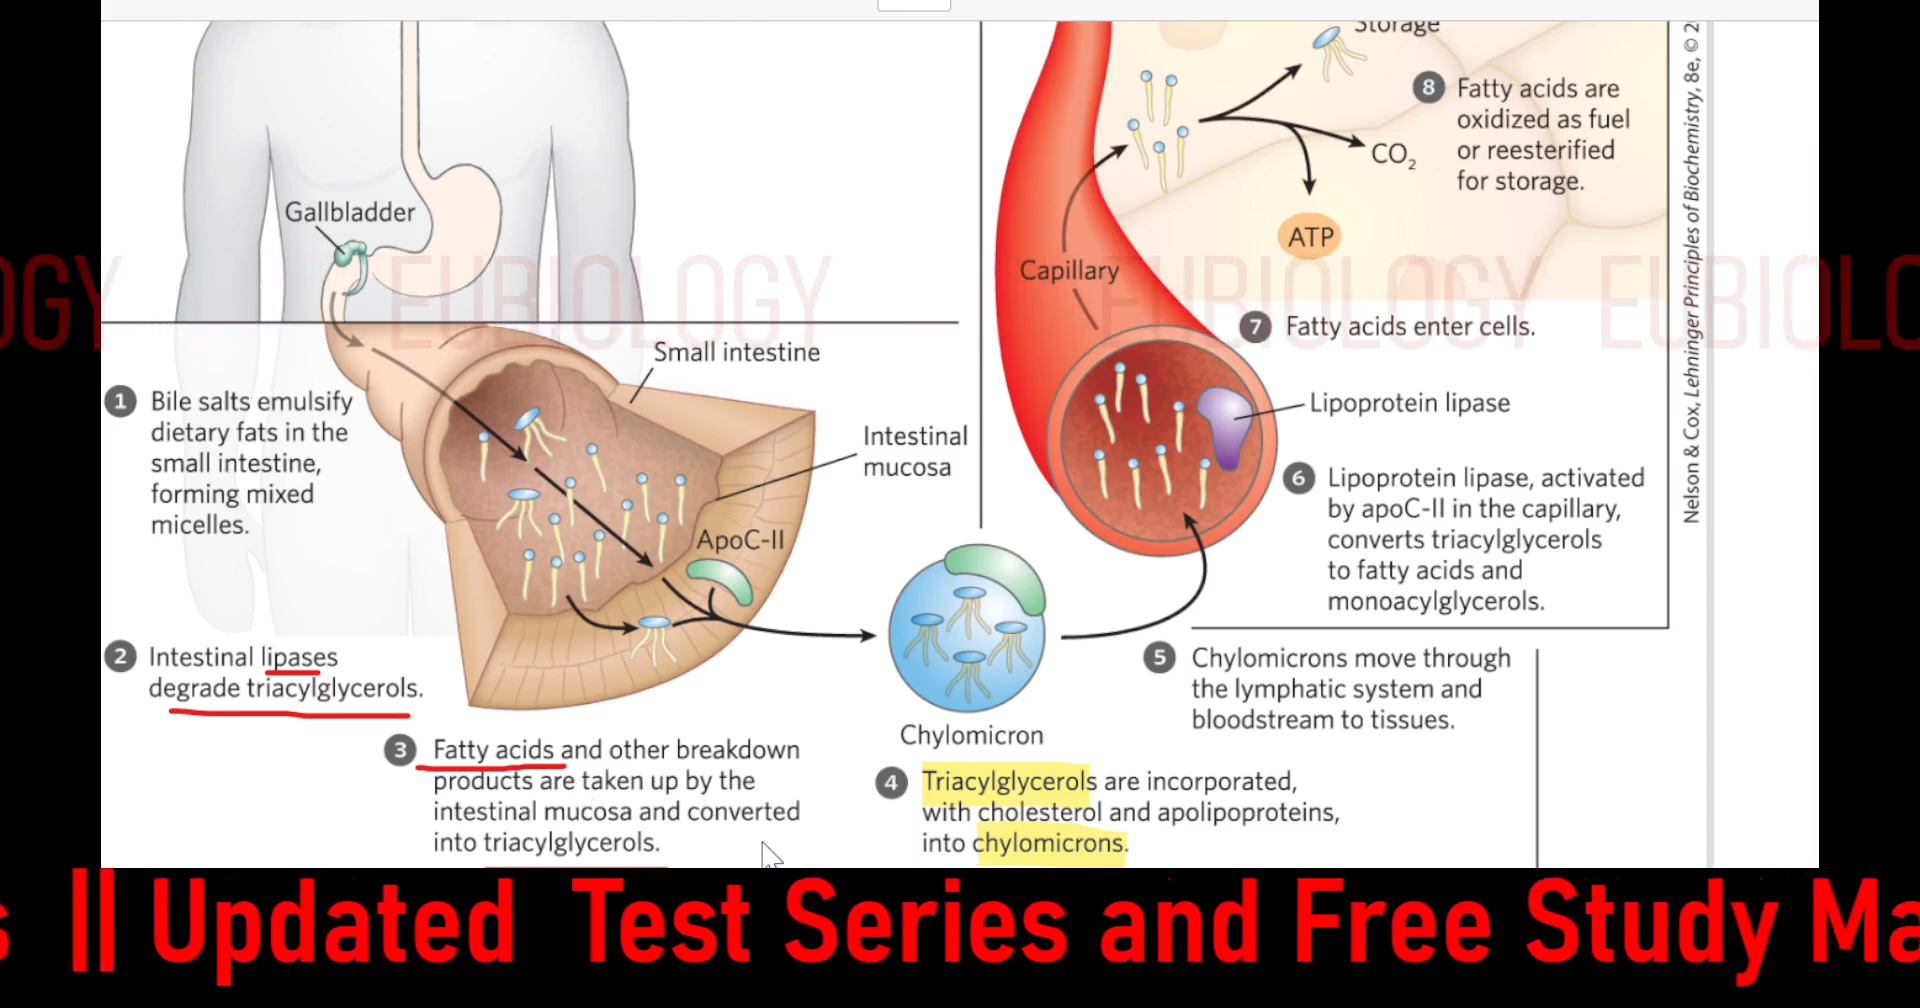 Storage
8 Fatty acids are
oxidized as fuel
or reesterified
for storage.
CO2
ATP
Gallbladder
Capillary
7 Fatty acids enter cells.
Small intestine
Lipoprotein lipase
Intestinal
mucosa
1 Bile salts emulsify
dietary fats in the
small intestine,
forming mixed
micelles.
6 Lipoprotein lipase, activated
by apoC-II in the capillary,
converts triacylglycerols
to fatty acids and
monoacylglycerols.
ApoC-II
2 Intestinal lipases
degrade triacylglycerols.
5 Chylomicrons move through
the lymphatic system and
bloodstream to tissues.
Chylomicron
3 Fatty acids and other breakdown
products are taken up by the
intestinal mucosa and converted
into triacylglycerols.
4 Triacylglycerols are incorporated,
with cholesterol and apolipoproteins,
into chylomicrons.
Nelson & Cox, Lehninger Principles of Biochemistry, 8e, © 2
OGY EUBIOLOGY EUBIOLOGY EUBIOLO
s || Updated Test Series and Free Study Ma